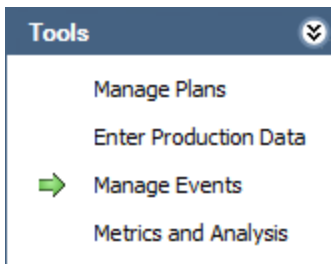 Tools
Manage Plans
Enter Production Data
Manage Events
Metrics and Analysis